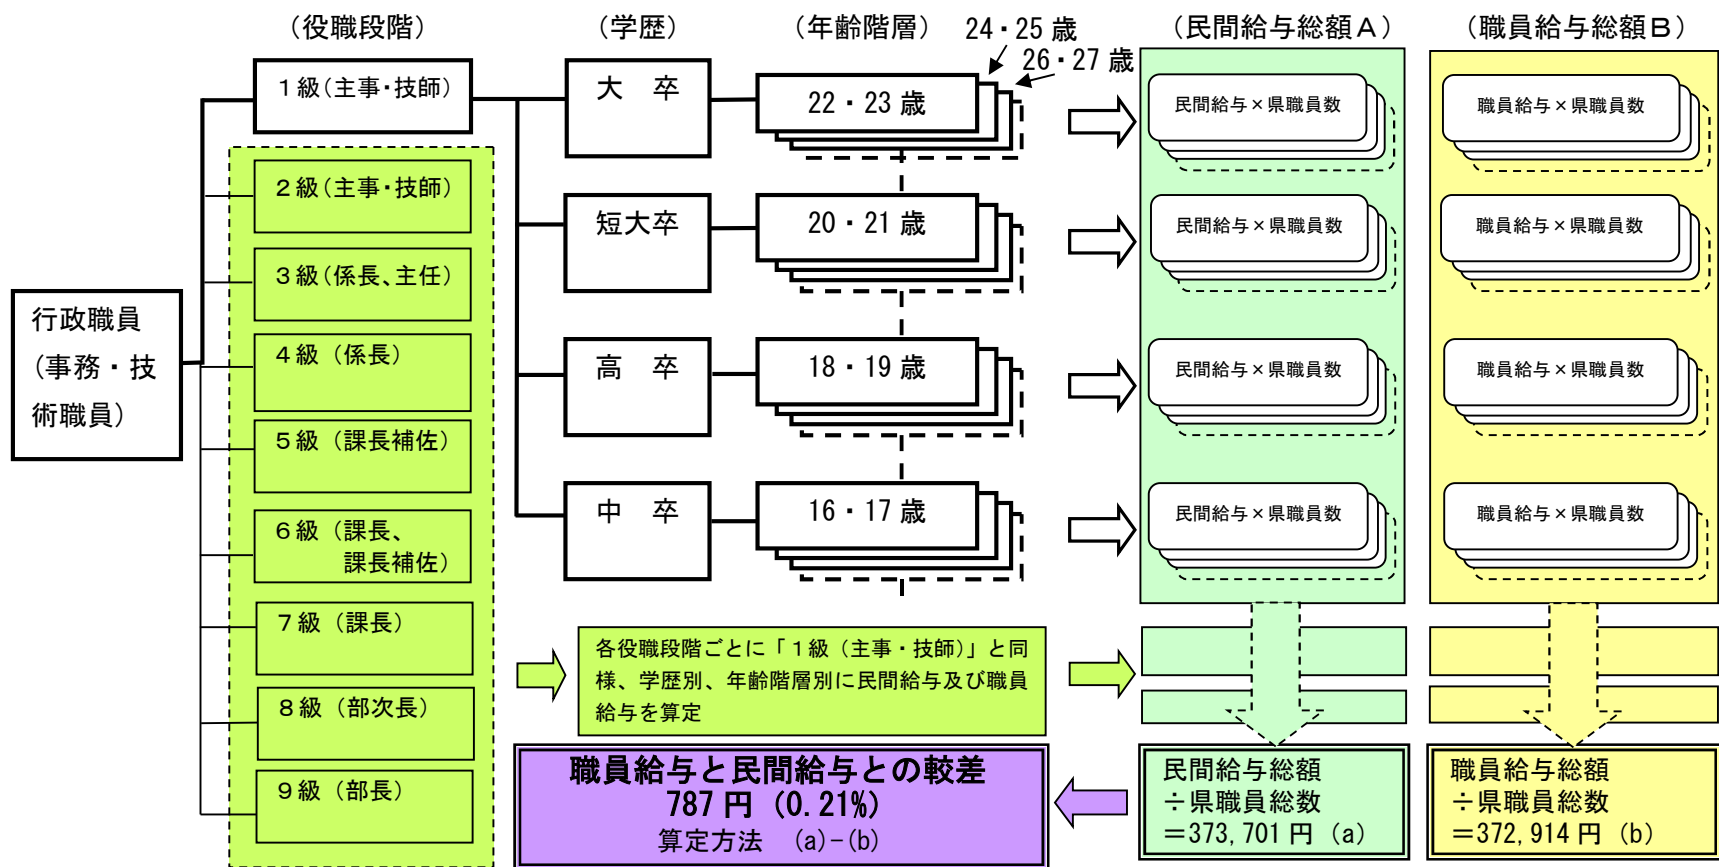 （役職段階）
（学歴）
（年齢階層）
24・25 歳
26・27 歳
（民間給与総額Ａ）
（職員給与総額Ｂ）
１級（主事・技師）
大　卒
22・23 歳
民間給与×県職員数
職員給与×県職員数
２級（主事・技師）
短大卒
20・21 歳
民間給与×県職員数
職員給与×県職員数
３級（係長、主任）
行政職員
（事務・技
術職員）
４級（係長）
高　卒
18・19 歳
民間給与×県職員数
職員給与×県職員数
５級（課長補佐）
中　卒
16・17 歳
民間給与×県職員数
職員給与×県職員数
６級（課長、
課長補佐）
７級（課長）
８級（部次長）
９級（部長）
各役職段階ごとに「１級（主事・技師）」と同
様、学歴別、年齢階層別に民間給与及び職員
給与を算定
職員給与と民間給与との較差
787 円（0.21%）
算定方法　(a)-(b)
民間給与総額
÷県職員総数
＝373,701 円（a）
職員給与総額
÷県職員総数
＝372,914 円（b）